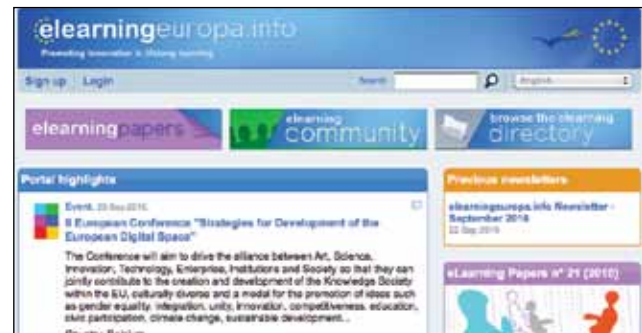 elearningeuropa.info
Promoting innovation in lifelong learning
Sign up Login Search English
elearningpapers
elearning community
browse the elearning directory
Portal highlights
Event, 
II European Conference "Strategies for Development of the
European Digital Space"
The Conference will aim to drive the alliance between Art, Science,
Innovation, Technology, Enterprise, Institutions and Society so that they can
jointly contribute to the creation and development of the Knowledge Society
within the EU, culturally diverse and a model for the promotion of ideas such
as gender equality, integration, unity, innovation, competitiveness, education,
civic participation, climate change, sustainable development...
Previous newsletters
elearningeuropa.info Newsletter -
September 2010
22 Sep 2010
eLearning Papers nº 21 (2010)